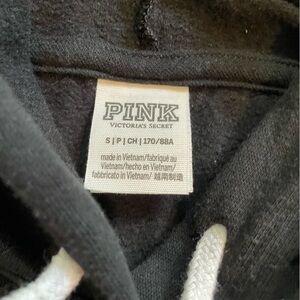 PINK
VICTORIA'S SECRET
S | P | CH | 170/88A
made in Vietnam/fabriqué au
Vietnam/hecho en Vietnam/
fabbricato in Vietnam/ 越南制造